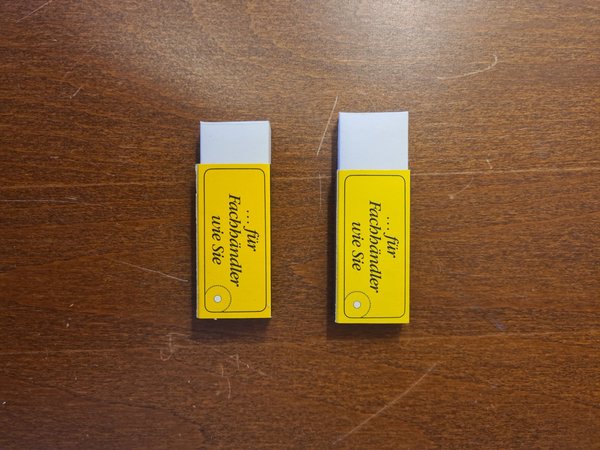 ... für
Fachhändler
wie Sie
... für
Fachhändler
wie Sie